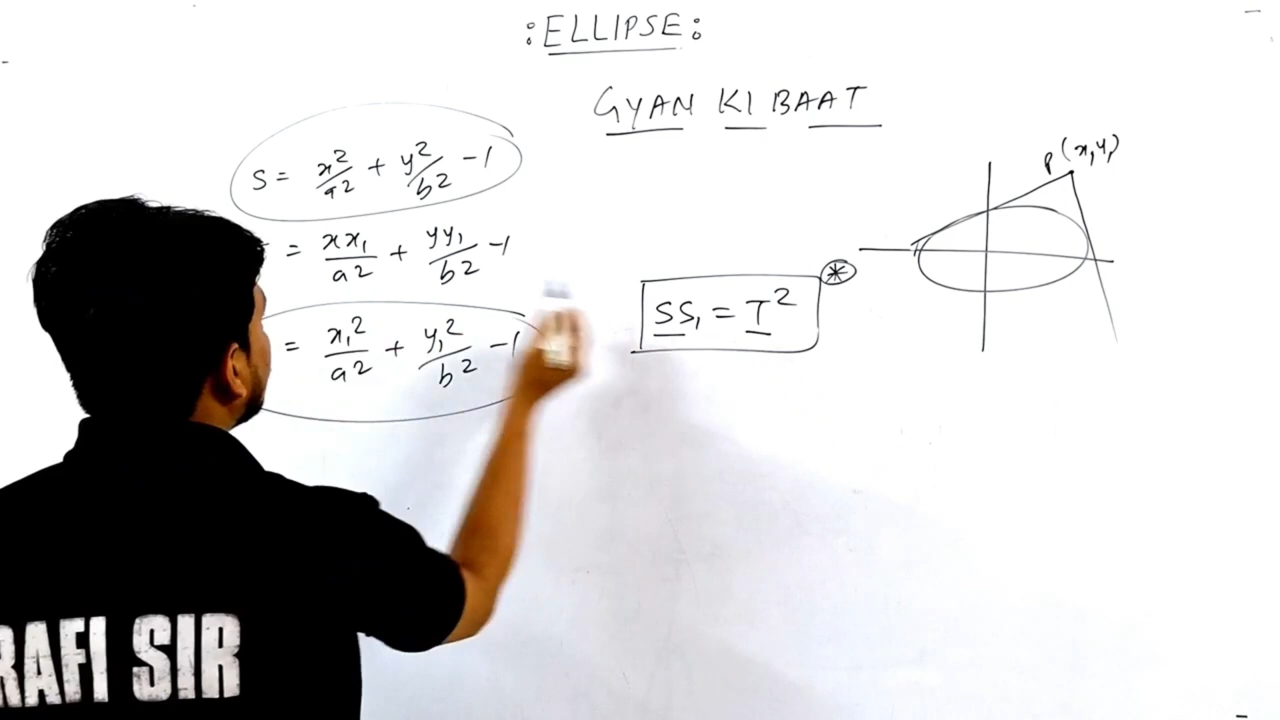 : ELLIPSE :
GYAN KI BAAT
S = x²/a² + y²/b² - 1
= xx₁/a² + yy₁/b² - 1
= x₁²/a² + y₁²/b² - 1
SS₁ = T² *
P(x₁y₁)
RAFI SIR